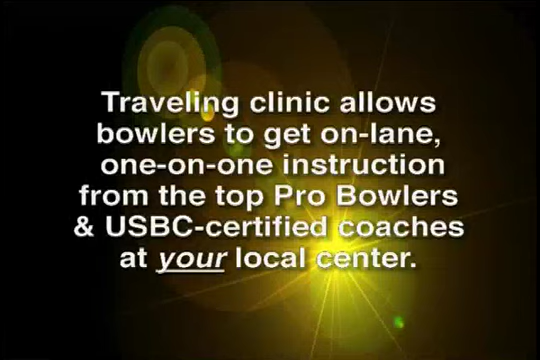 Traveling clinic allows
bowlers to get on-lane,
one-on-one instruction
from the top Pro Bowlers
& USBC-certified coaches
at your local center.